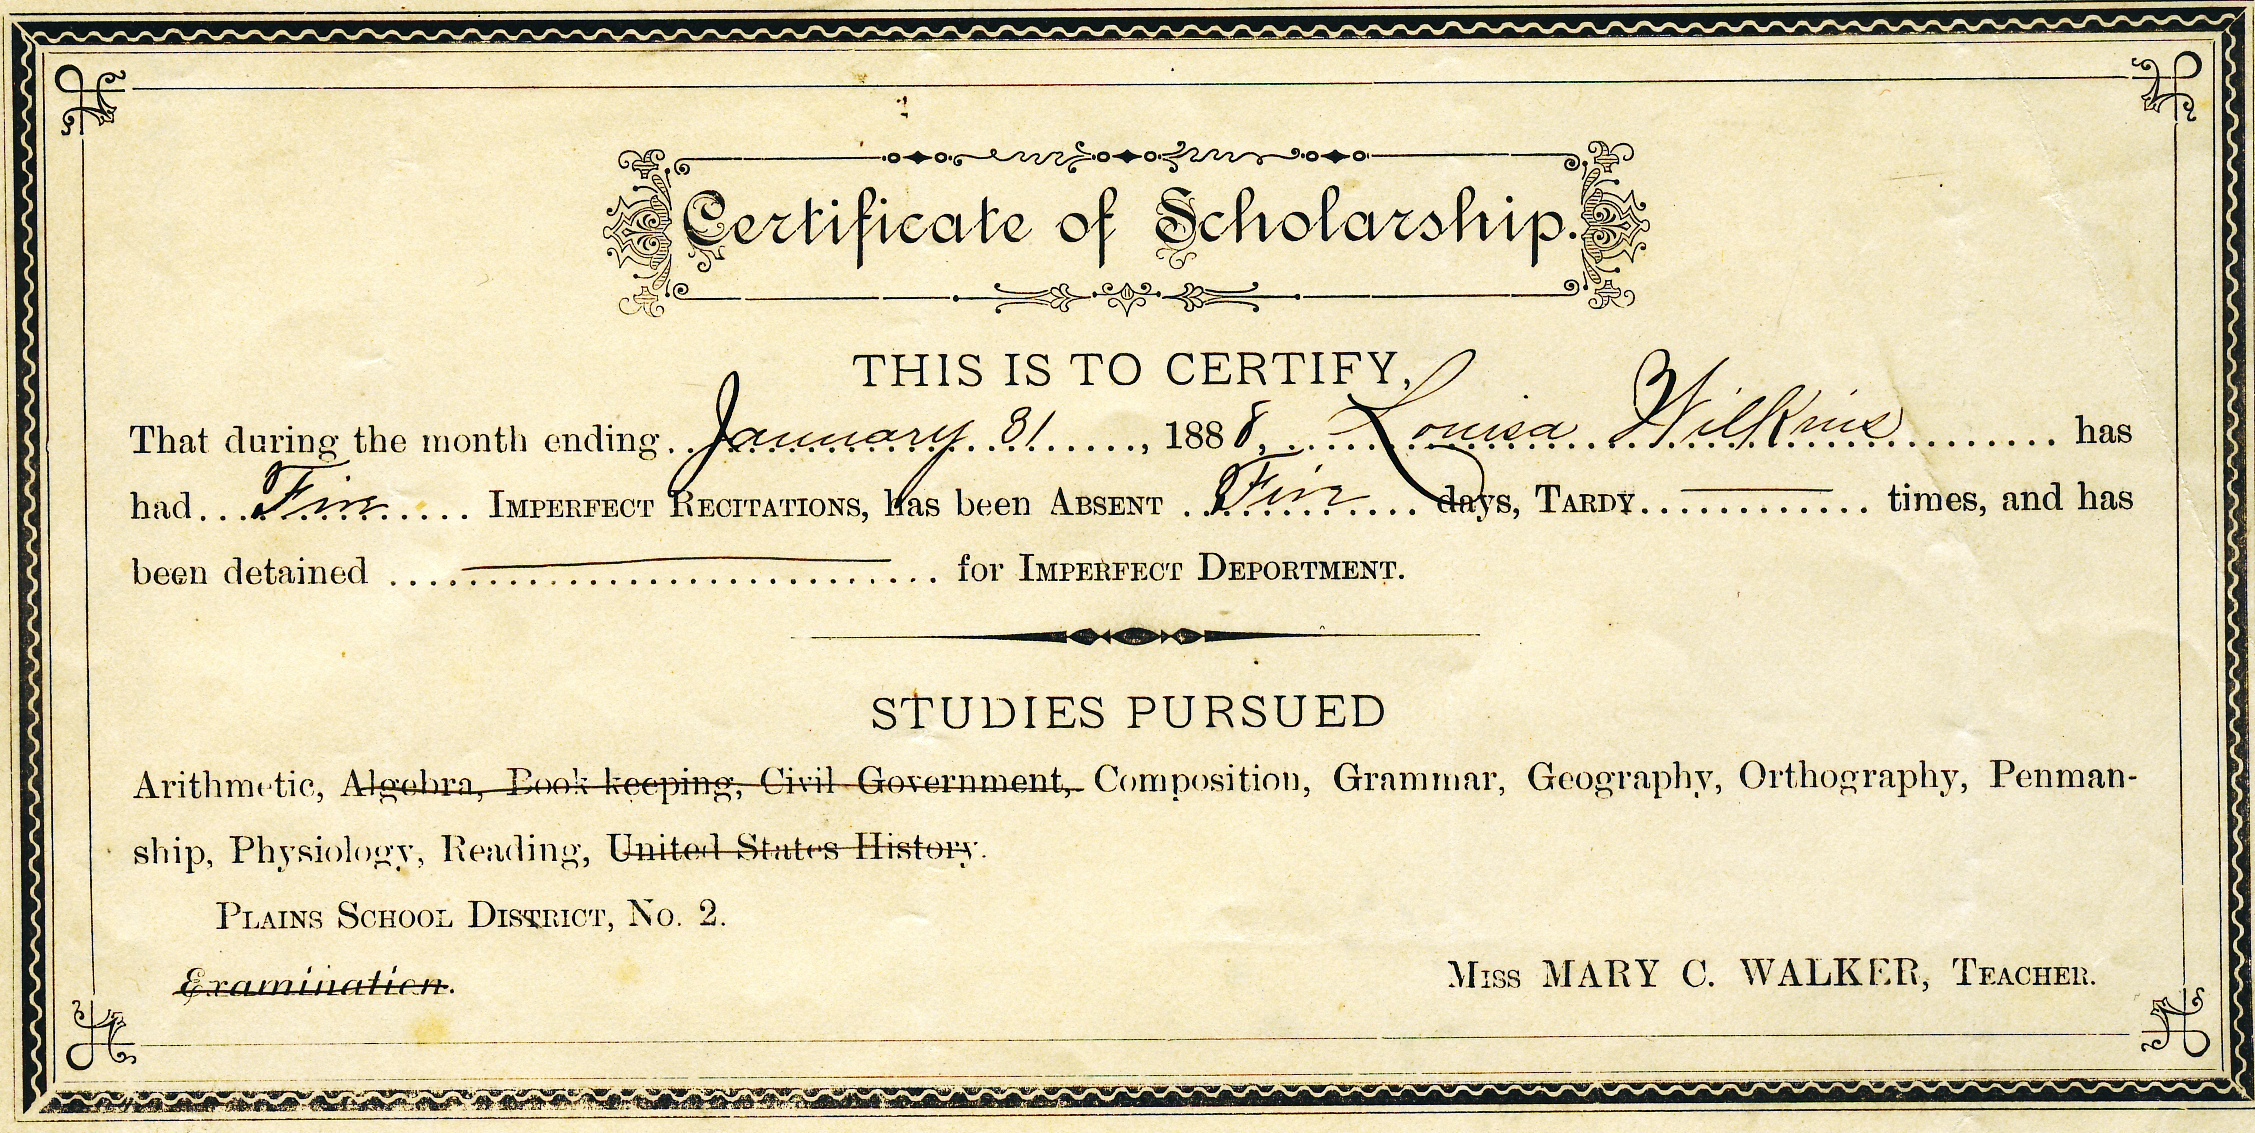 Certificate of Scholarship.
THIS IS TO CERTIFY,
That during the month ending January 31, 1888, Louisa Wilkins has
had Five IMPERFECT RECITATIONS, has been ABSENT Five days, TARDY times, and has
been detained for IMPERFECT DEPORTMENT.
STUDIES PURSUED
Arithmetic, Algebra, Book-keeping, Civil Government, Composition, Grammar, Geography, Orthography, Penman-
ship, Physiology, Reading, United States History.
PLAINS SCHOOL DISTRICT, No. 2.
Examination.
MISS MARY C. WALKER, TEACHER.